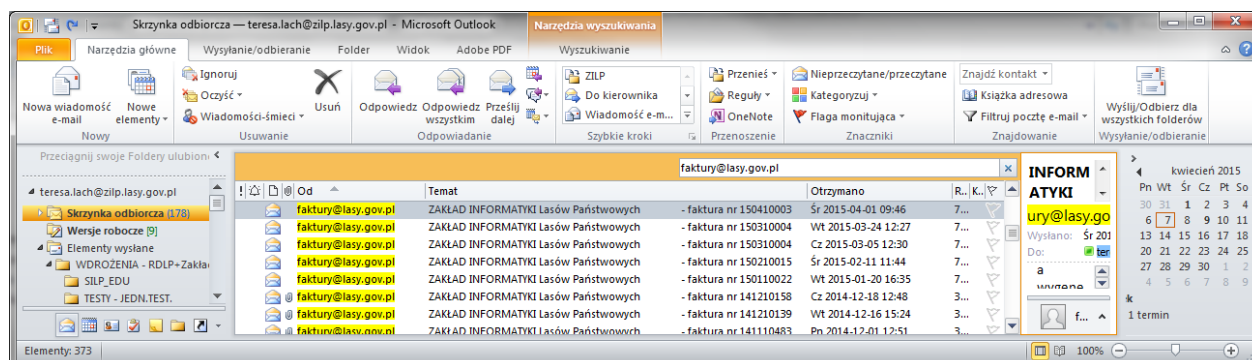 Skrzynka odbiorcza — teresa.lach@zilp.lasy.gov.pl - Microsoft Outlook
Narzędzia wyszukiwania
Plik Narzędzia główne Wysyłanie/odbieranie Folder Widok Adobe PDF Wyszukiwanie
Nowa wiadomość e-mail
Nowe elementy
Nowy
Ignoruj
Oczyść
Wiadomości-śmieci
Usuń
Usuwanie
Odpowiedz
Odpowiedz wszystkim
Prześlij dalej
Odpowiadanie
ZILP
Do kierownika
Wiadomość e-m...
Szybkie kroki
Przenieś
Reguły
OneNote
Przenoszenie
Nieprzeczytane/przeczytane
Kategoryzuj
Flaga monitująca
Znaczniki
Znajdź kontakt
Książka adresowa
Filtruj pocztę e-mail
Znajdowanie
Wyślij/Odbierz dla wszystkich folderów
Wysyłanie/odbieranie
Przeciągnij swoje Foldery ulubion
teresa.lach@zilp.lasy.gov.pl
Skrzynka odbiorcza (178)
Wersje robocze [9]
Elementy wysłane
WDROŻENIA - RDLP+Zakła
SILP_EDU
TESTY - JEDN.TEST.
faktury@lasy.gov.pl
Od Temat Otrzymano R.. K..
faktury@lasy.gov.pl ZAKŁAD INFORMATYKI Lasów Państwowych - faktura nr 150410003 Śr 2015-04-01 09:46 7...
faktury@lasy.gov.pl ZAKŁAD INFORMATYKI Lasów Państwowych - faktura nr 150310004 Wt 2015-03-24 12:27 7...
faktury@lasy.gov.pl ZAKŁAD INFORMATYKI Lasów Państwowych - faktura nr 150310004 Cz 2015-03-05 12:30 7...
faktury@lasy.gov.pl ZAKŁAD INFORMATYKI Lasów Państwowych - faktura nr 150210015 Śr 2015-02-11 11:44 7...
faktury@lasy.gov.pl ZAKŁAD INFORMATYKI Lasów Państwowych - faktura nr 150110022 Wt 2015-01-20 16:35 7...
faktury@lasy.gov.pl ZAKŁAD INFORMATYKI Lasów Państwowych - faktura nr 141210158 Cz 2014-12-18 12:48 3...
faktury@lasy.gov.pl ZAKŁAD INFORMATYKI Lasów Państwowych - faktura nr 141210139 Wt 2014-12-16 15:24 3...
faktury@lasy.gov.pl ZAKŁAD INFORMATYKI Lasów Państwowych - faktura nr 141110483 Pn 2014-12-01 12:51 3...
INFORM
ATYKI
ury@lasy.go
Wysłano: Śr 201
Do: ter
a
f...
kwiecień 2015
Pn Wt Śr Cz Pt So
30 31 1 2 3 4
6 7 8 9 10 11
13 14 15 16 17 18
20 21 22 23 24 25
27 28 29 30 1 2
4 5 6 7 8 9
1 termin
Elementy: 373
100%